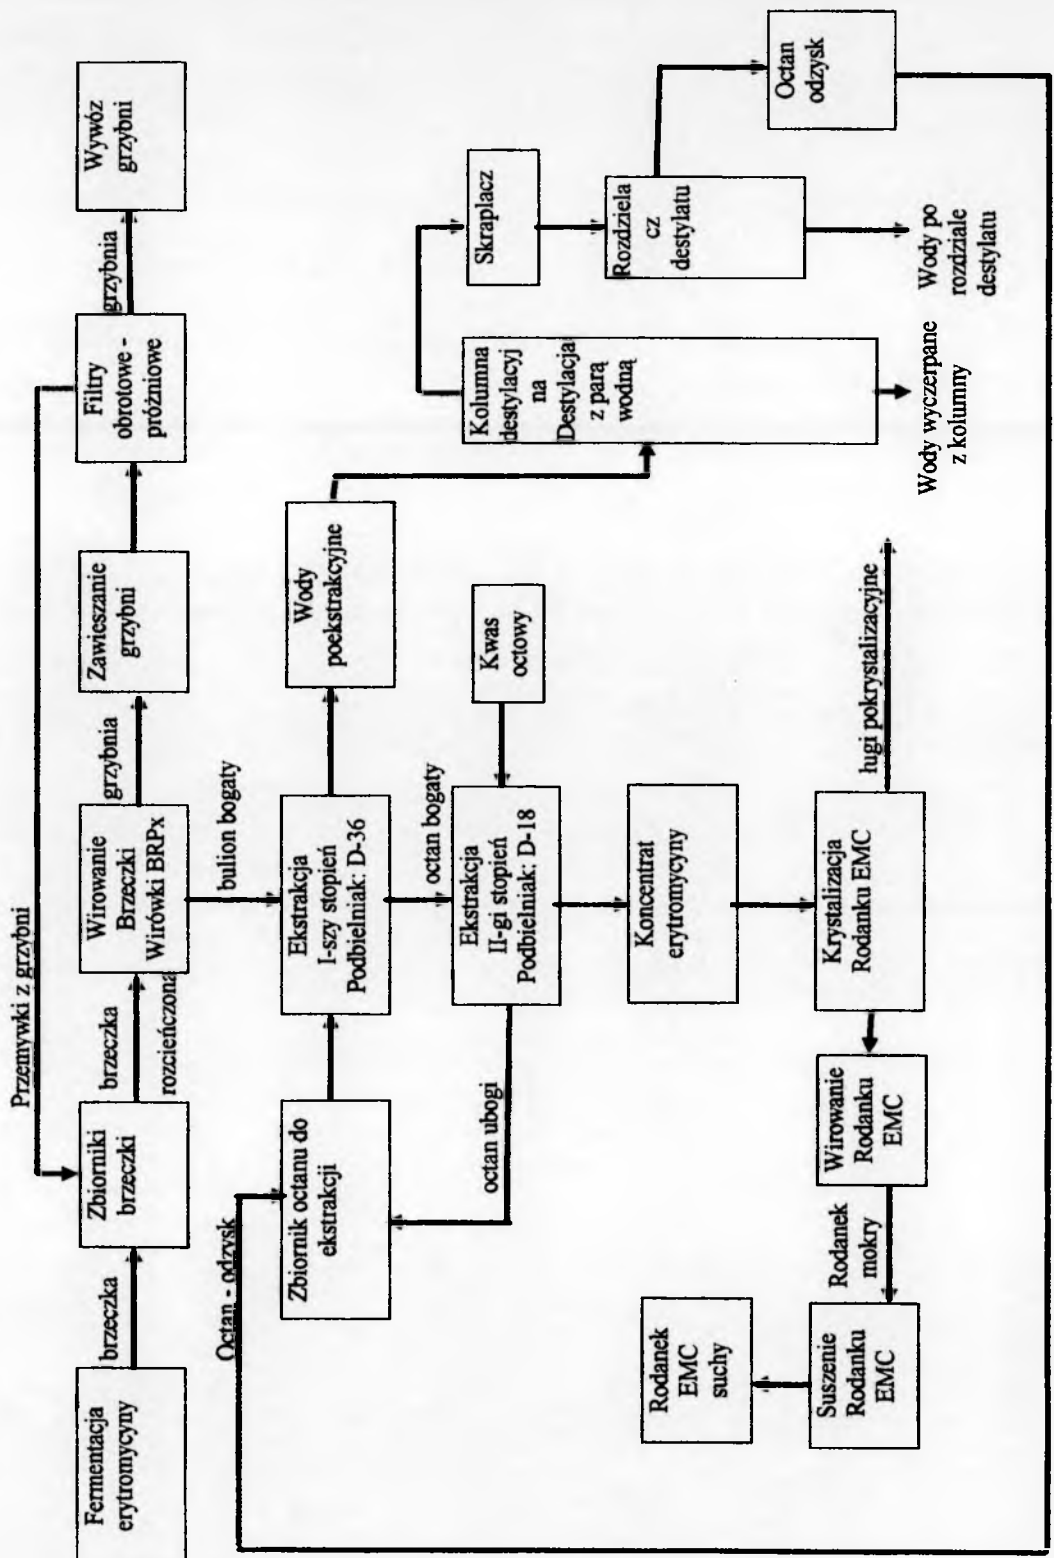 Przemywki z grzybni
Fermentacja
erytromycyny
brzeczka
Zbiorniki
brzeczki
brzeczka
rozcieńczona
Wirowanie
Brzeczki
Wirówki BRPx
grzybnia
Zawieszanie
grzybni
Filtry
obrotowe -
próżniowe
grzybnia
Wywóz
grzybni
bulion bogaty
Octan - odzysk
Zbiornik octanu do
ekstrakcji
Ekstrakcja
I-szy stopień
Podbielniak: D-36
Wody
poekstrakcyjne
octan bogaty
octan ubogi
Ekstrakcja
II-gi stopień
Podbielniak: D-18
Kwas
octowy
Kolumna
destylacyj
na
Destylacja
z parą
wodną
Skraplacz
Rozdziela
cz
destylatu
Octan
odzysk
Koncentrat
erytromycyny
Wody wyczerpane
z kolumny
Wody po
rozdziale
destylatu
Krystalizacja
Rodanku EMC
ługi pokrystalizacyjne
Wirowanie
Rodanku
EMC
Rodanek
mokry
Suszenie
Rodanku
EMC
Rodanek
EMC
suchy